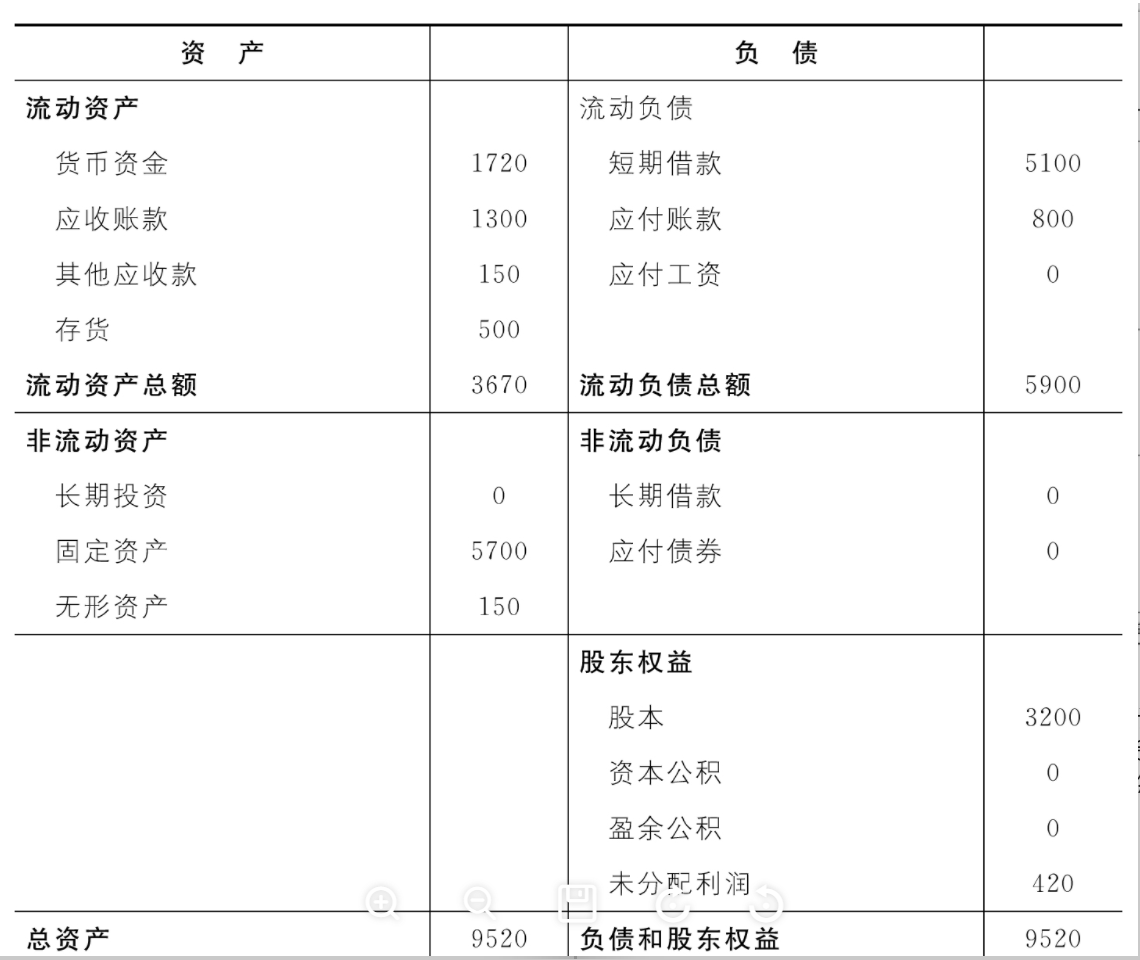 资 产 负 债
流动资产 流动负债
货币资金 1720 短期借款 5100
应收账款 1300 应付账款 800
其他应收款 150 应付工资 0
存货 500
流动资产总额 3670 流动负债总额 5900
非流动资产 非流动负债
长期投资 0 长期借款 0
固定资产 5700 应付债券 0
无形资产 150
股东权益
股本 3200
资本公积 0
盈余公积 0
未分配利润 420
总资产 9520 负债和股东权益 9520